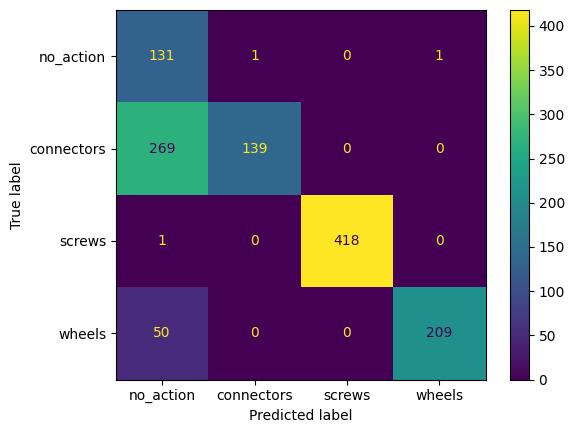 no_action 131 1 0 1
connectors 269 139 0 0
screws 1 0 418 0
wheels 50 0 0 209
no_action connectors screws wheels
Predicted label
True label
400
350
300
250
200
150
100
50
0